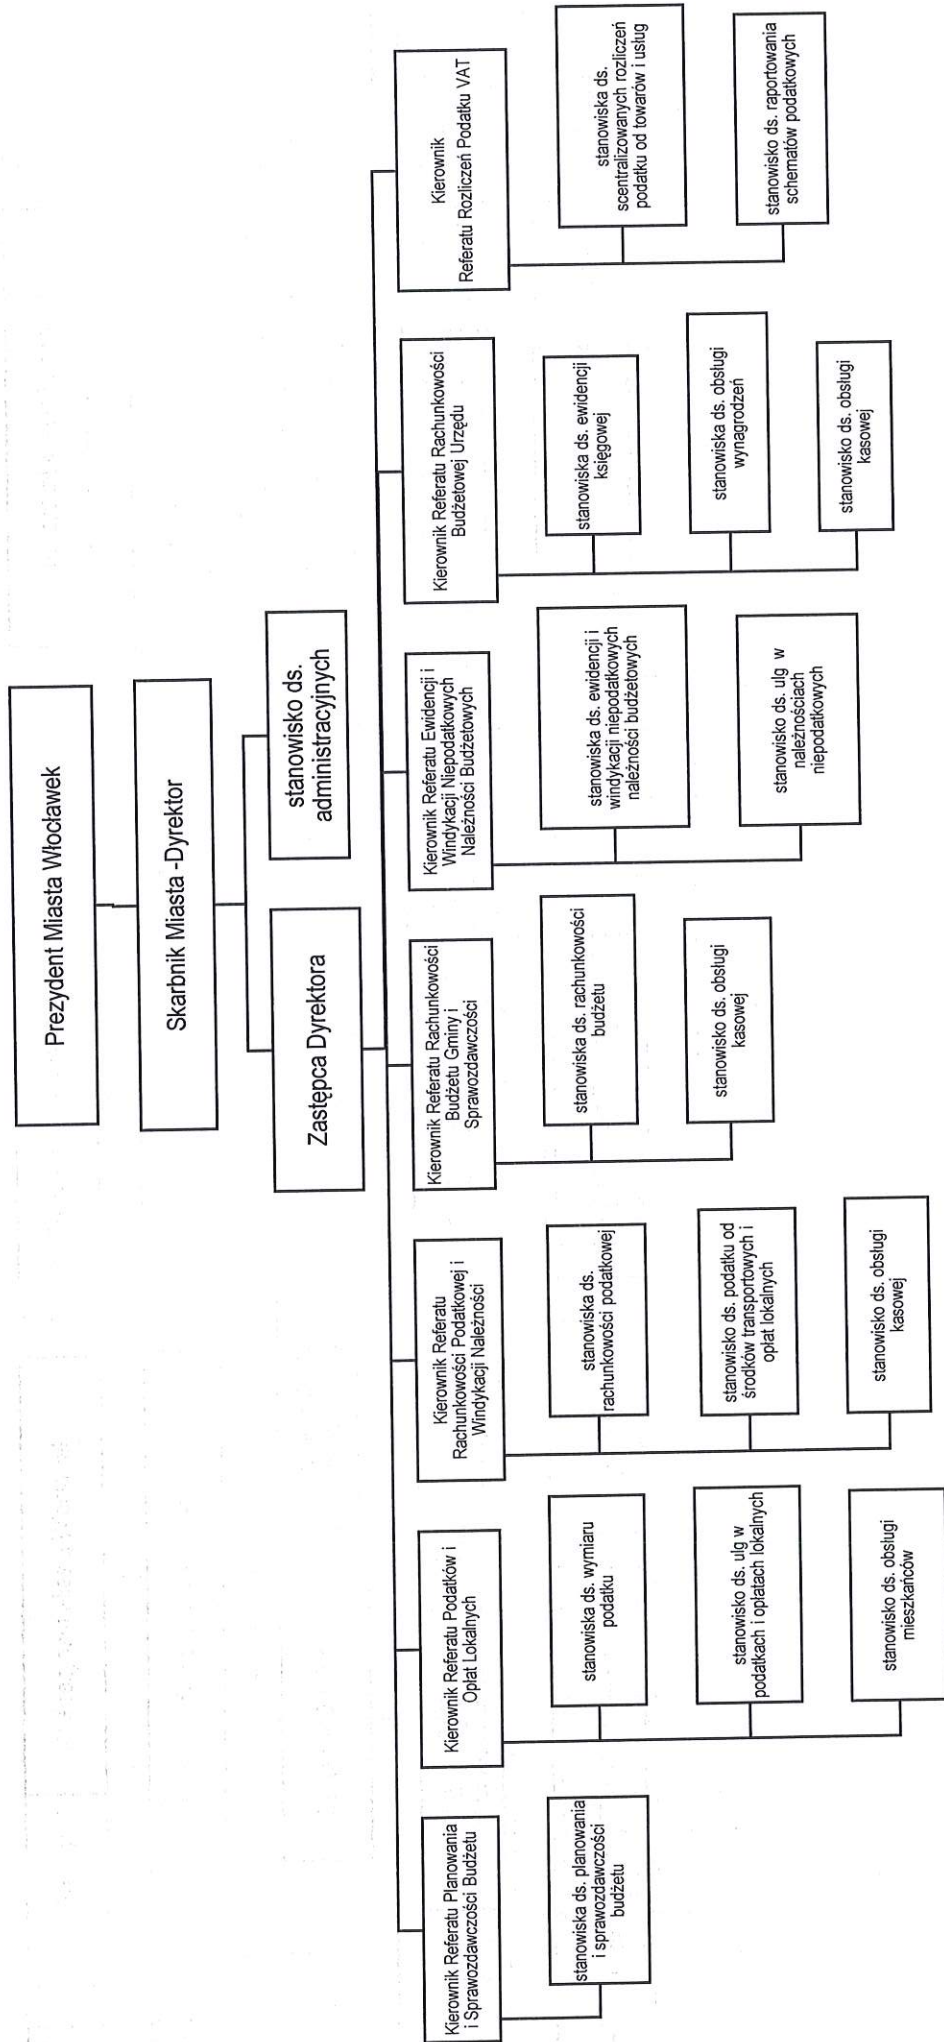 Prezydent Miasta Włocławek
Skarbnik Miasta -Dyrektor
Zastępca Dyrektora
stanowisko ds.
administracyjnych
Kierownik Referatu Planowania
i Sprawozdawczości Budżetu
stanowiska ds. planowania
i sprawozdawczości
budżetu
Kierownik Referatu Podatków i
Opłat Lokalnych
stanowiska ds. wymiaru
podatku
stanowisko ds. ulg w
podatkach i opłatach lokalnych
stanowisko ds. obsługi
mieszkańców
Kierownik Referatu
Rachunkowości Podatkowej i
Windykacji Należności
stanowiska ds.
rachunkowości podatkowej
stanowisko ds. podatku od
środków transportowych i
opłat lokalnych
stanowisko ds. obsługi
kasowej
Kierownik Referatu Rachunkowości
Budżetu Gminy i
Sprawozdawczości
stanowiska ds. rachunkowości
budżetu
stanowisko ds. obsługi
kasowej
Kierownik Referatu Ewidencji i
Windykacji Niepodatkowych
Należności Budżetowych
stanowiska ds. ewidencji i
windykacji niepodatkowych
należności budżetowych
stanowisko ds. ulg w
należnościach
niepodatkowych
Kierownik Referatu Rachunkowości
Budżetowej Urzędu
stanowiska ds. ewidencji
księgowej
stanowiska ds. obsługi
wynagrodzeń
stanowisko ds. obsługi
kasowej
Kierownik
Referatu Rozliczeń Podatku VAT
stanowiska ds.
scentralizowanych rozliczeń
podatku od towarów i usług
stanowisko ds. raportowania
schematów podatkowych